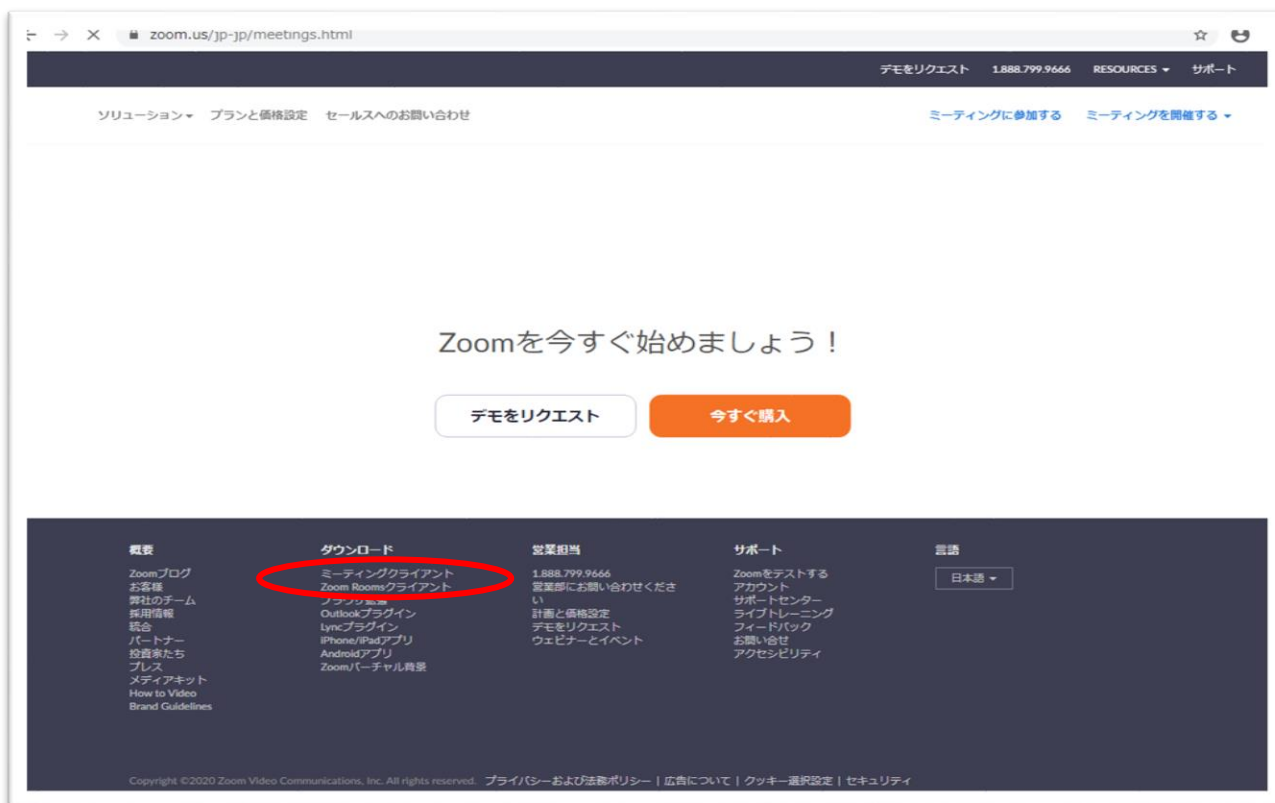 zoom.us/jp-jp/meetings.html
デモをリクエスト 1.888.799.9666 RESOURCES サポート
ソリューション プランと価格設定 セールスへのお問い合わせ ミーティングに参加する ミーティングを開催する
Zoomを今すぐ始めましょう！
デモをリクエスト 今すぐ購入
概要
Zoomブログ
お客様
弊社のチーム
採用情報
統合
パートナー
投資家たち
プレス
メディアキット
How to Video
Brand Guidelines
ダウンロード
ミーティングクライアント
Zoom Roomsクライアント
ブラウザ拡張
Outlookプラグイン
Lyncプラグイン
iPhone/iPadアプリ
Androidアプリ
Zoomバーチャル背景
営業担当
1.888.799.9666
営業部にお問い合わせくださ
い
計画と価格設定
デモをリクエスト
ウェビナーとイベント
サポート
Zoomをテストする
アカウント
サポートセンター
ライブトレーニング
フィードバック
お問い合せ
アクセシビリティ
言語
日本語
Copyright ©2020 Zoom Video Communications, Inc. All rights reserved. プライバシーおよび法務ポリシー | 広告について | クッキー選択設定 | セキュリティ